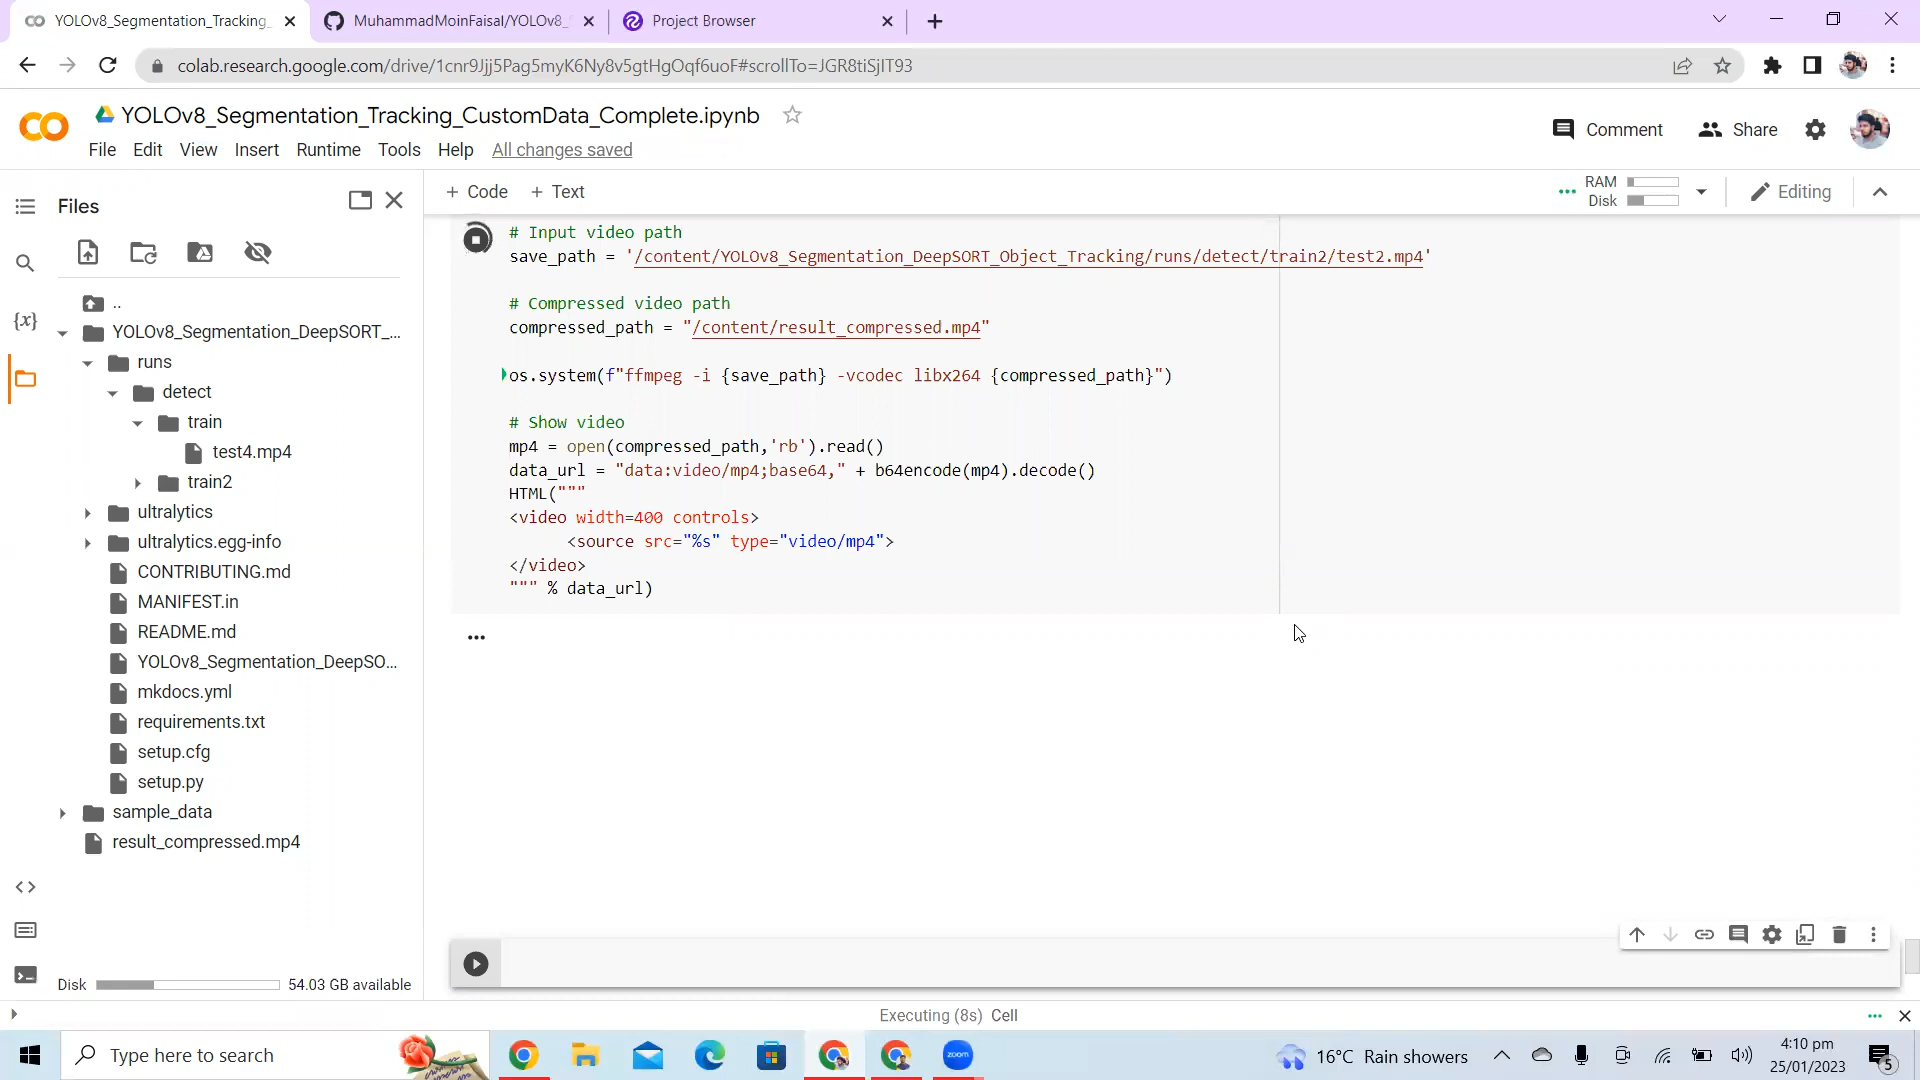 YOLOv8_Segmentation_Tracking_
MuhammadMoinFaisal/YOLOv8_
Project Browser
colab.research.google.com/drive/1cnr9Jjj5Pag5myK6Ny8v5gtHgOqf6uoF#scrollTo=JGR8tiSjIT93
YOLOv8_Segmentation_Tracking_CustomData_Complete.ipynb
Comment
Share
File Edit View Insert Runtime Tools Help All changes saved
Files
+ Code + Text
RAM
Disk
Editing
..
YOLOv8_Segmentation_DeepSORT_...
runs
detect
train
test4.mp4
train2
ultralytics
ultralytics.egg-info
CONTRIBUTING.md
MANIFEST.in
README.md
YOLOv8_Segmentation_DeepSO...
mkdocs.yml
requirements.txt
setup.cfg
setup.py
sample_data
result_compressed.mp4
Disk 54.03 GB available
# Input video path
save_path = '/content/YOLOv8_Segmentation_DeepSORT_Object_Tracking/runs/detect/train2/test2.mp4'
# Compressed video path
compressed_path = "/content/result_compressed.mp4"
os.system(f"ffmpeg -i {save_path} -vcodec libx264 {compressed_path}")
# Show video
mp4 = open(compressed_path,'rb').read()
data_url = "data:video/mp4;base64," + b64encode(mp4).decode()
HTML("""
<video width=400 controls>
<source src="%s" type="video/mp4">
</video>
""" % data_url)
Executing (8s) Cell
Type here to search
zoom
16°C Rain showers
4:10 pm
25/01/2023
5